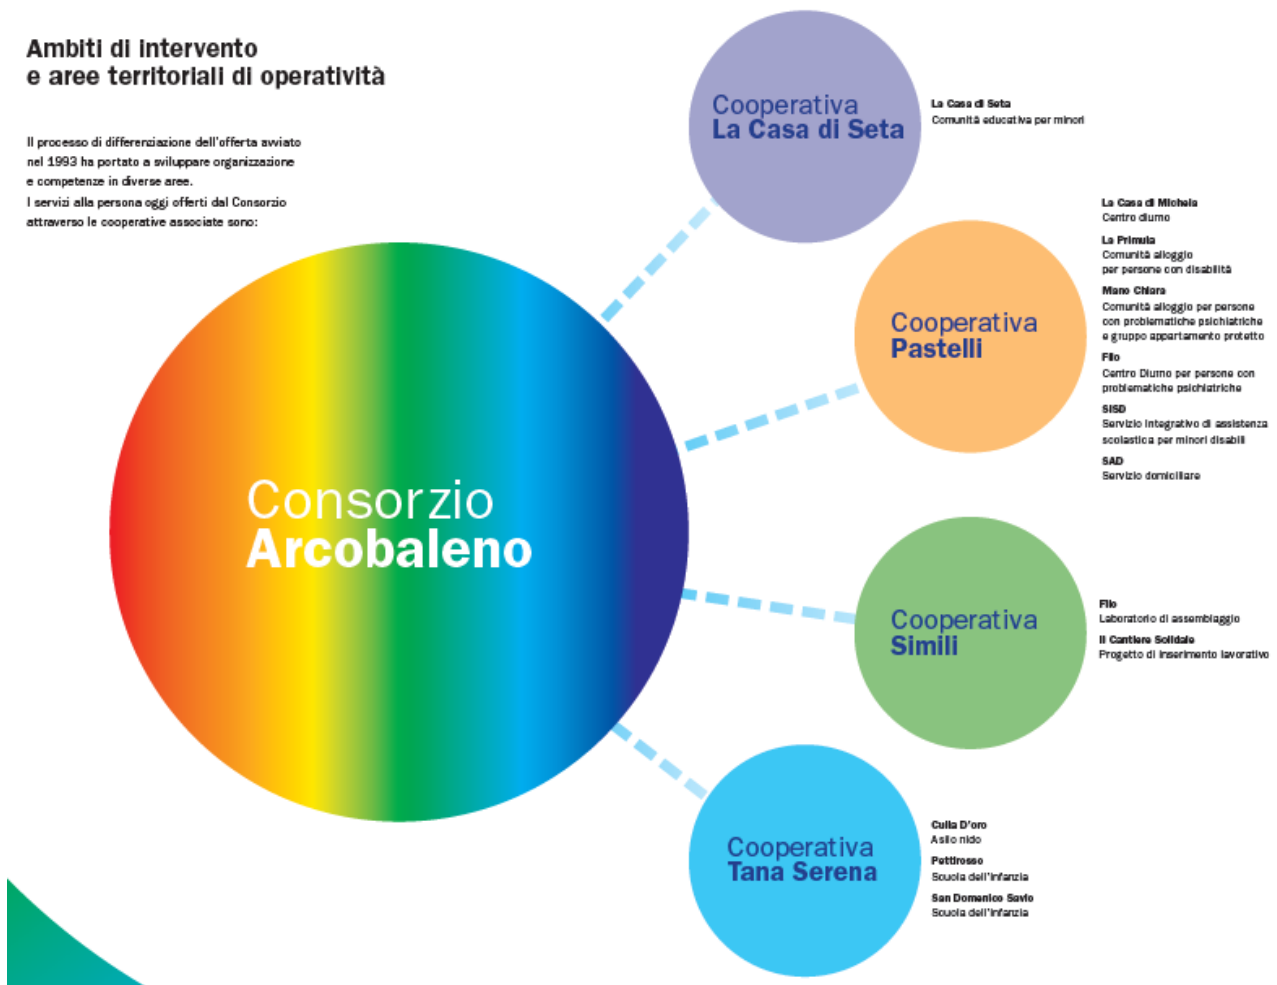 Ambiti di intervento
e aree territoriali di operatività
Il processo di differenziazione dell'offerta avviato
nel 1993 ha portato a sviluppare organizzazione
e competenze in diverse aree.
I servizi alla persona oggi offerti dal Consorzio
attraverso le cooperative associate sono:
Consorzio
Arcobaleno
Cooperativa
La Casa di Seta
La Casa di Seta
Comunità educativa per minori
Cooperativa
Pastelli
La Casa di Michela
Centro diurno
La Primula
Comunità alloggio
per persone con disabilità
Mano Chiara
Comunità alloggio per persone
con problematiche psichiatriche
e gruppo appartamento protetto
Filo
Centro Diurno per persone con
problematiche psichiatriche
SISD
Servizio integrativo di assistenza
scolastica per minori disabili
SAD
Servizio domiciliare
Cooperativa
Simili
Filo
Laboratorio di assemblaggio
Il Cantiere Solidale
Progetto di inserimento lavorativo
Cooperativa
Tana Serena
Culla D'oro
Asilo nido
Pettirosso
Scuola dell'infanzia
San Domenico Savio
Scuola dell'infanzia